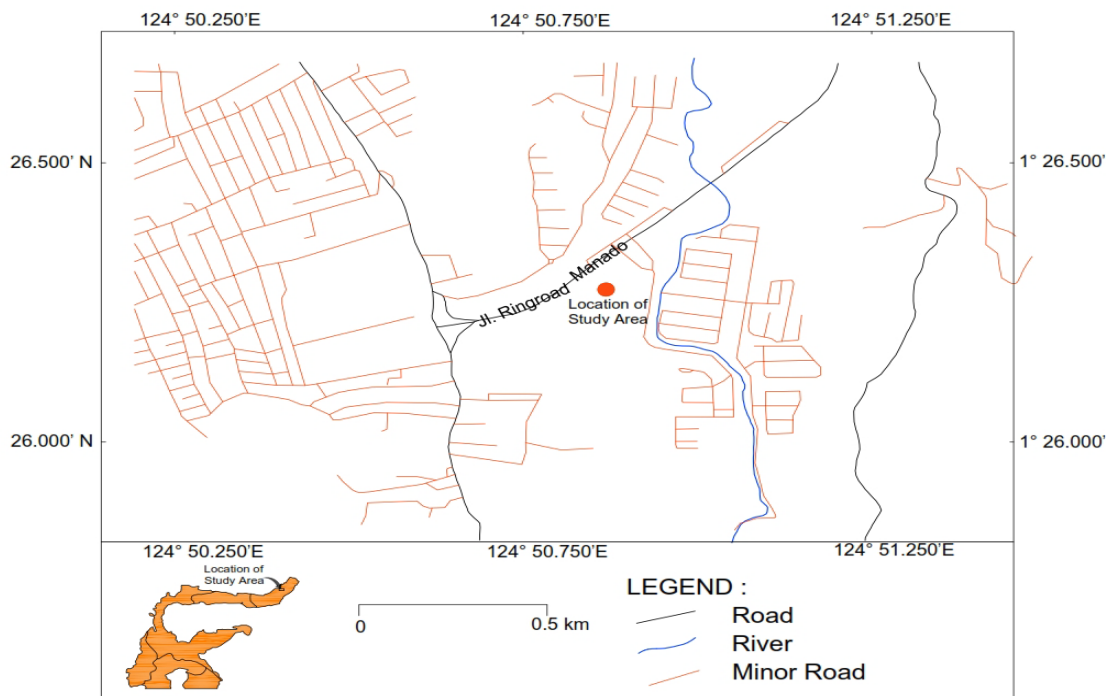 124° 50.250'E 124° 50.750'E 124° 51.250'E
26.500' N 1° 26.500'
Jl. Ringroad Manado
Location of
Study Area
26.000' N 1° 26.000'
124° 50.250'E 124° 50.750'E 124° 51.250'E
Location of
Study Area
0 0.5 km
LEGEND :
Road
River
Minor Road